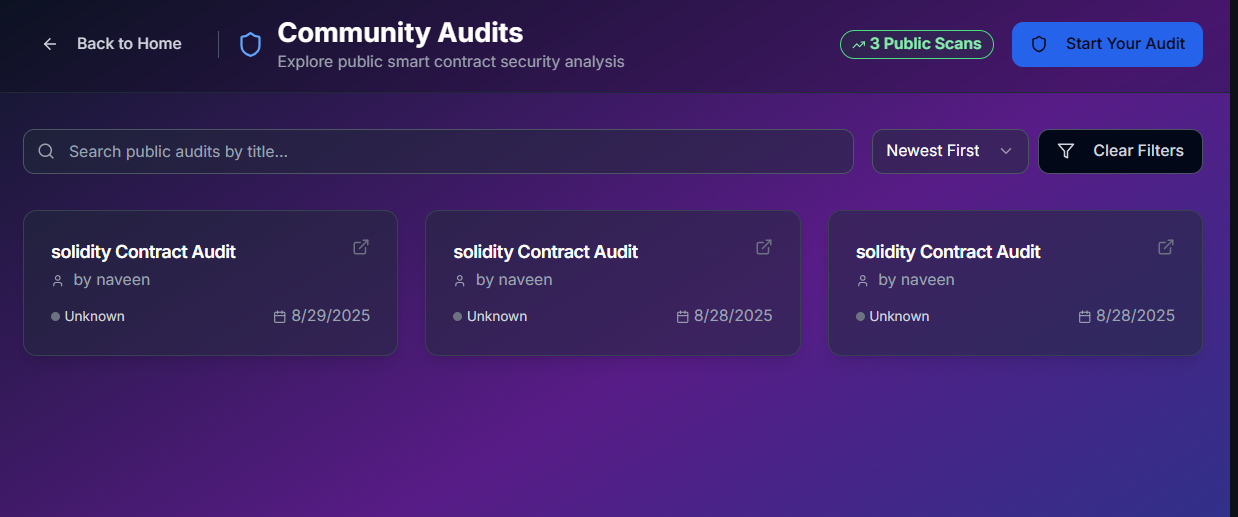 Back to Home
Community Audits
Explore public smart contract security analysis
3 Public Scans
Start Your Audit
Search public audits by title...
Newest First
Clear Filters
solidity Contract Audit
by naveen
Unknown
8/29/2025
solidity Contract Audit
by naveen
Unknown
8/28/2025
solidity Contract Audit
by naveen
Unknown
8/28/2025